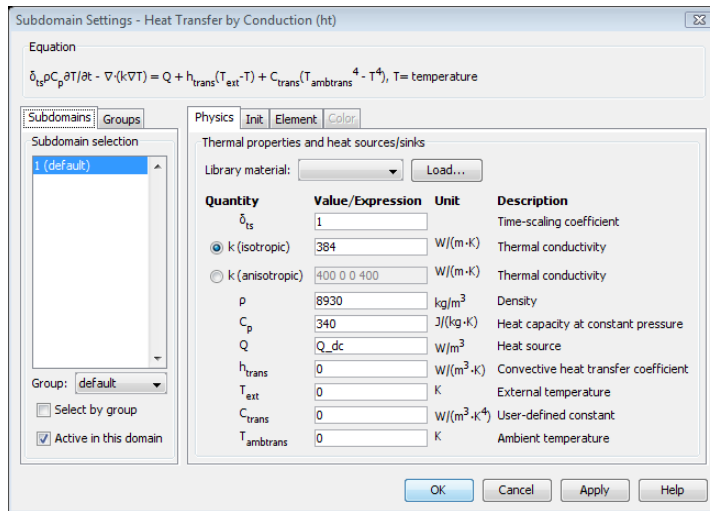 Subdomain Settings - Heat Transfer by Conduction (ht)
Equation
δtsρCp∂T/∂t - ∇·(k∇T) = Q + htrans(Text-T) + Ctrans(Tambtrans⁴ - T⁴), T= temperature
Subdomains Groups
Subdomain selection
1 (default)
Group: default
Select by group
Active in this domain
Physics Init Element Color
Thermal properties and heat sources/sinks
Library material: Load...
Quantity Value/Expression Unit Description
δts 1 Time-scaling coefficient
k (isotropic) 384 W/(m·K) Thermal conductivity
k (anisotropic) 400 0 0 400 W/(m·K) Thermal conductivity
ρ 8930 kg/m³ Density
Cp 340 J/(kg·K) Heat capacity at constant pressure
Q Q_dc W/m³ Heat source
htrans 0 W/(m³·K) Convective heat transfer coefficient
Text 0 K External temperature
Ctrans 0 W/(m³·K⁴) User-defined constant
Tambtrans 0 K Ambient temperature
OK Cancel Apply Help